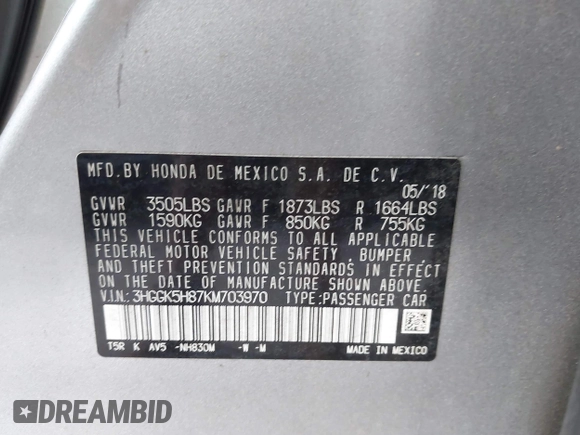 MFD.BY HONDA DE MEXICO S.A. DE C.V.
05/'18
GVWR 3505LBS GAWR F 1873LBS R 1664LBS
GVWR 1590KG GAWR F 850KG R 755KG
THIS VEHICLE CONFORMS TO ALL APPLICABLE
FEDERAL MOTOR VEHICLE SAFETY, BUMPER,
AND THEFT PREVENTION STANDARDS IN EFFECT
ON THE DATE OF MANUFACTURE SHOWN ABOVE.
V.I.N.: 3HGGK5H87KM703970 TYPE:PASSENGER CAR
T5R K AV5 -NH830M -W -M
MADE IN MEXICO
DREAMBID